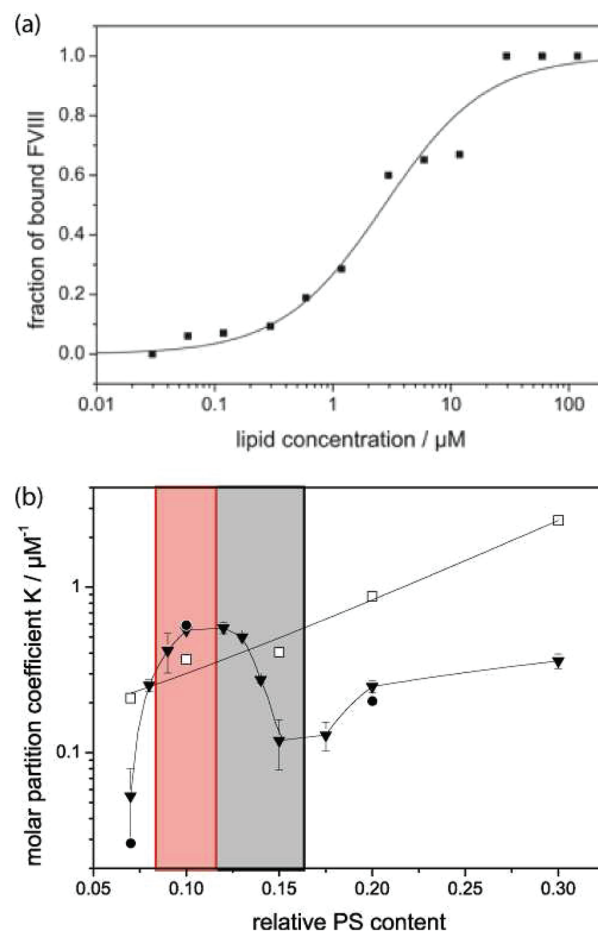 (a)
1.0
0.8
0.6
0.4
0.2
0.0
fraction of bound FVIII
0.01 0.1 1 10 100
lipid concentration / µM
(b)
1
0.1
molar partition coefficient K / µM⁻¹
0.05 0.10 0.15 0.20 0.25 0.30
relative PS content